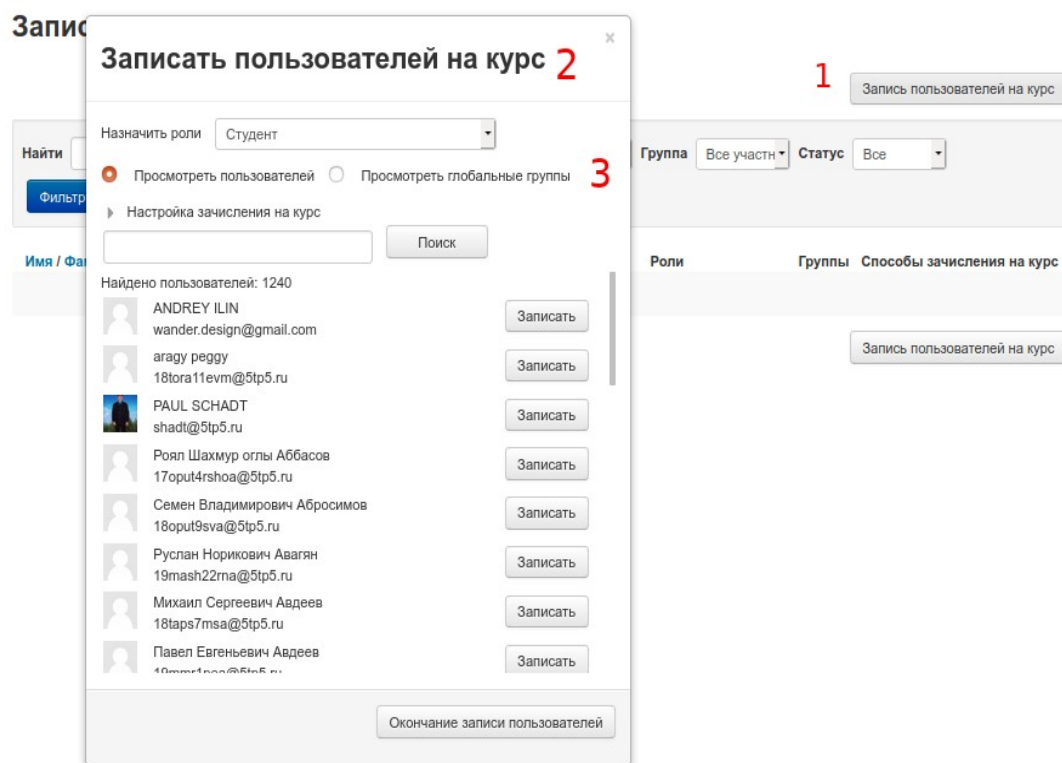 Запис
Записать пользователей на курс 2
×
1
Запись пользователей на курс
Назначить роли Студент
Найти
Группа Все участн Статус Все
Просмотреть пользователей Просмотреть глобальные группы 3
Фильтр
Настройка зачисления на курс
Поиск
Имя / Фа
Роли Группы Способы зачисления на курс
Найдено пользователей: 1240
ANDREY ILIN
wander.design@gmail.com
Записать
aragy peggy
18tora11evm@5tp5.ru
Записать
Запись пользователей на курс
PAUL SCHADT
shadt@5tp5.ru
Записать
Роял Шахмур оглы Аббасов
17oput4rshoa@5tp5.ru
Записать
Семен Владимирович Абросимов
18oput9sva@5tp5.ru
Записать
Руслан Норикович Авагян
19mash22rna@5tp5.ru
Записать
Михаил Сергеевич Авдеев
18taps7msa@5tp5.ru
Записать
Павел Евгеньевич Авдеев
Записать
Окончание записи пользователей